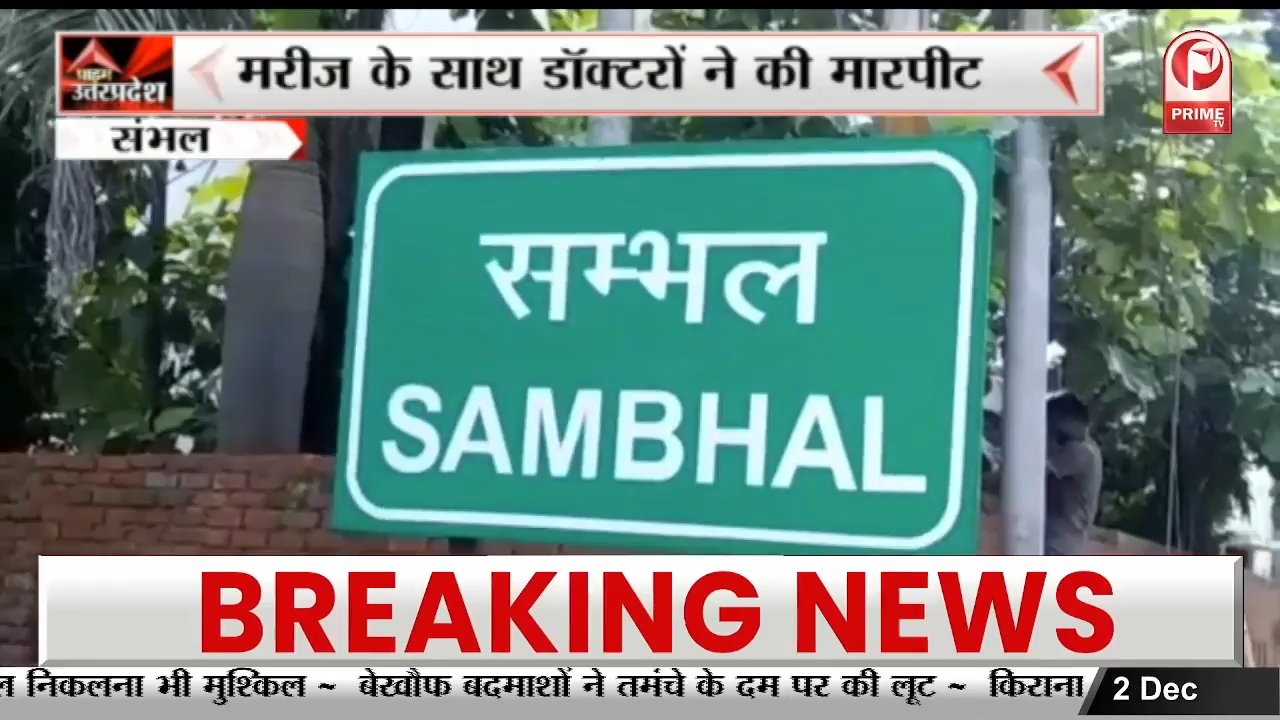 प्राइम
उत्तरप्रदेश
मरीज के साथ डॉक्टरों ने की मारपीट
PRIME
TV
संभल
सम्भल
SAMBHAL
BREAKING NEWS
ल निकलना भी मुश्किल ~ बेखौफ बदमाशों ने तमंचे के दम पर की लूट ~ किराना
2 Dec